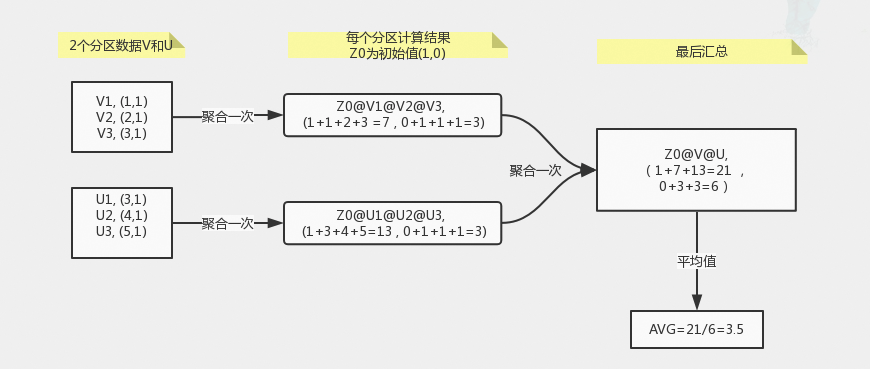 2个分区数据V和U
每个分区计算结果
Z0为初始值(1,0)
最后汇总
V1, (1,1)
V2, (2,1)
V3, (3,1)
聚合一次
Z0@V1@V2@V3,
(1+1+2+3 =7 , 0+1+1+1=3)
U1, (3,1)
U2, (4,1)
U3, (5,1)
聚合一次
Z0@U1@U2@U3,
(1+3+4+5=13 , 0+1+1+1=3)
聚合一次
Z0@V@U,
( 1+7+13=21 ,
0+3+3=6 )
平均值
AVG=21/6=3.5